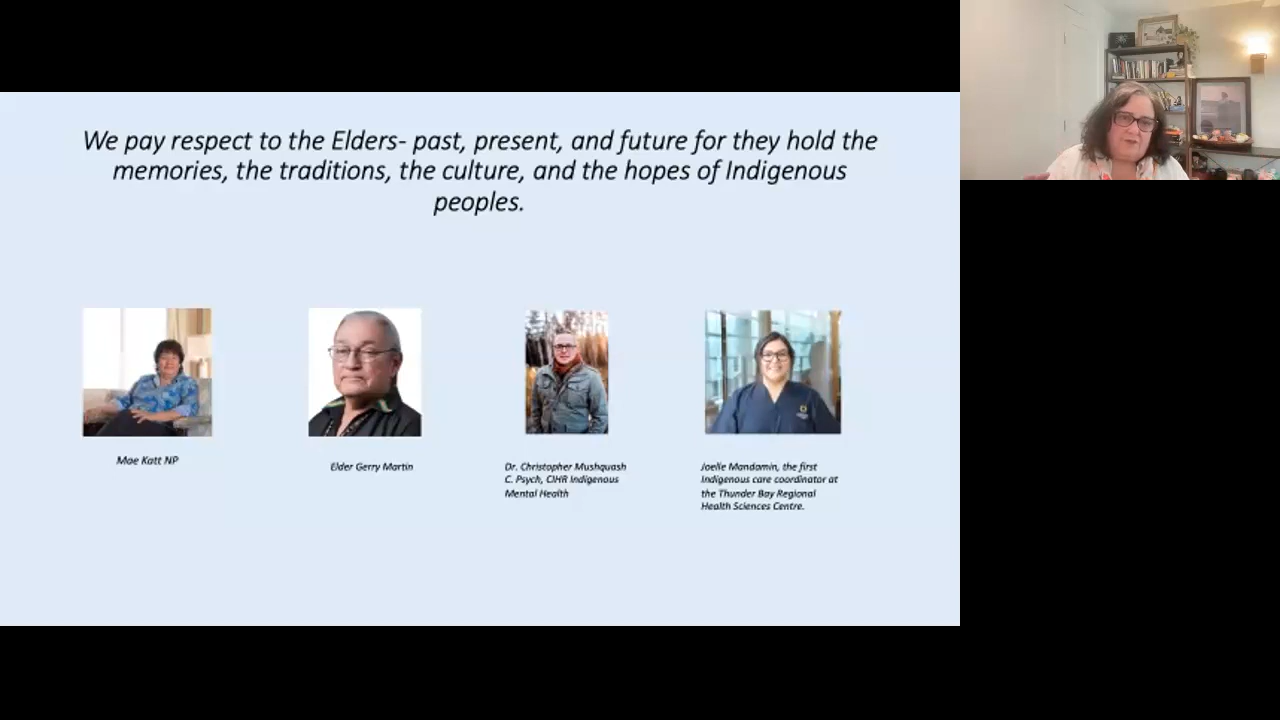 We pay respect to the Elders- past, present, and future for they hold the
memories, the traditions, the culture, and the hopes of Indigenous
peoples.
Mae Katt NP
Elder Gerry Martin
Dr. Christopher Mushquash
C. Psych, CIHR Indigenous
Mental Health
Joelle Mandamin, the first
Indigenous care coordinator at
the Thunder Bay Regional
Health Sciences Centre.